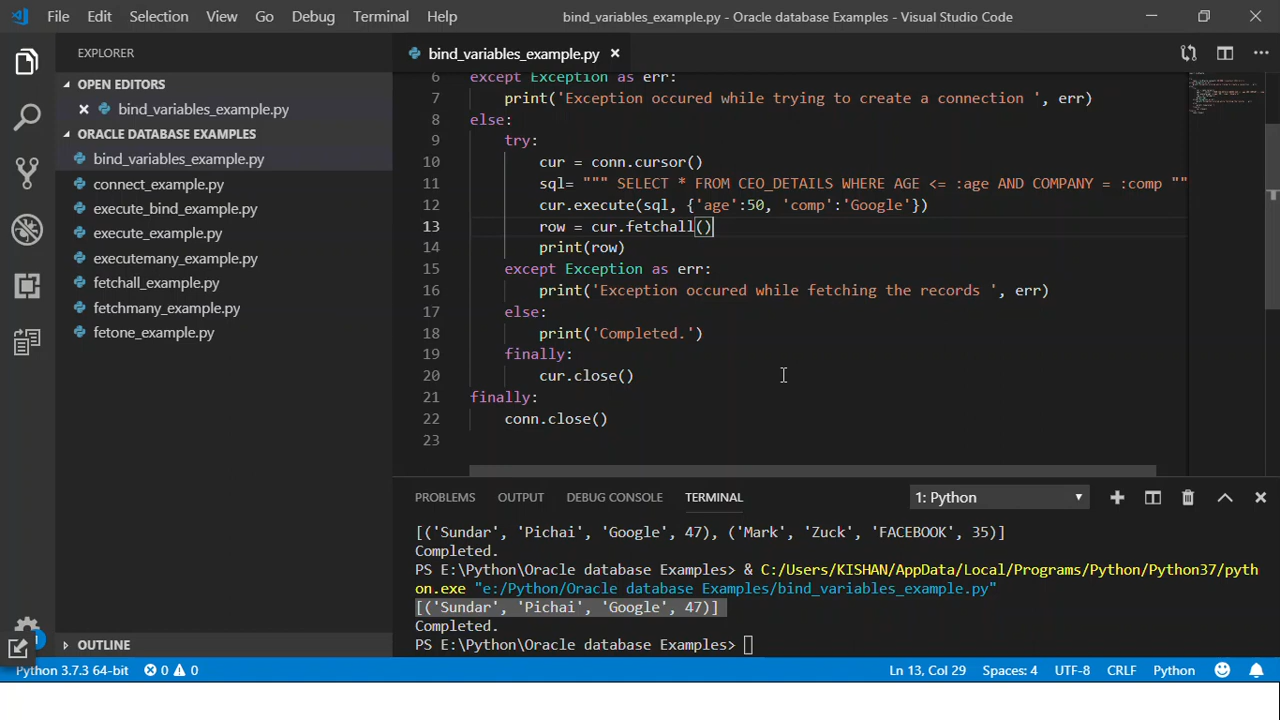 File Edit Selection View Go Debug Terminal Help bind_variables_example.py - Oracle database Examples - Visual Studio Code
EXPLORER
OPEN EDITORS
bind_variables_example.py
ORACLE DATABASE EXAMPLES
bind_variables_example.py
connect_example.py
execute_bind_example.py
execute_example.py
executemany_example.py
fetchall_example.py
fetchmany_example.py
fetone_example.py
OUTLINE
bind_variables_example.py
6 except Exception as err:
7 print('Exception occured while trying to create a connection ', err)
8 else:
9 try:
10 cur = conn.cursor()
11 sql= """ SELECT * FROM CEO_DETAILS WHERE AGE <= :age AND COMPANY = :comp ""
12 cur.execute(sql, {'age':50, 'comp':'Google'})
13 row = cur.fetchall()
14 print(row)
15 except Exception as err:
16 print('Exception occured while fetching the records ', err)
17 else:
18 print('Completed.')
19 finally:
20 cur.close()
21 finally:
22 conn.close()
23
PROBLEMS OUTPUT DEBUG CONSOLE TERMINAL 1: Python
[('Sundar', 'Pichai', 'Google', 47), ('Mark', 'Zuck', 'FACEBOOK', 35)]
Completed.
PS E:\Python\Oracle database Examples> & C:/Users/KISHAN/AppData/Local/Programs/Python/Python37/pyth
on.exe "e:/Python/Oracle database Examples/bind_variables_example.py"
[('Sundar', 'Pichai', 'Google', 47)]
Completed.
PS E:\Python\Oracle database Examples>
Python 3.7.3 64-bit 0 0 Ln 13, Col 29 Spaces: 4 UTF-8 CRLF Python